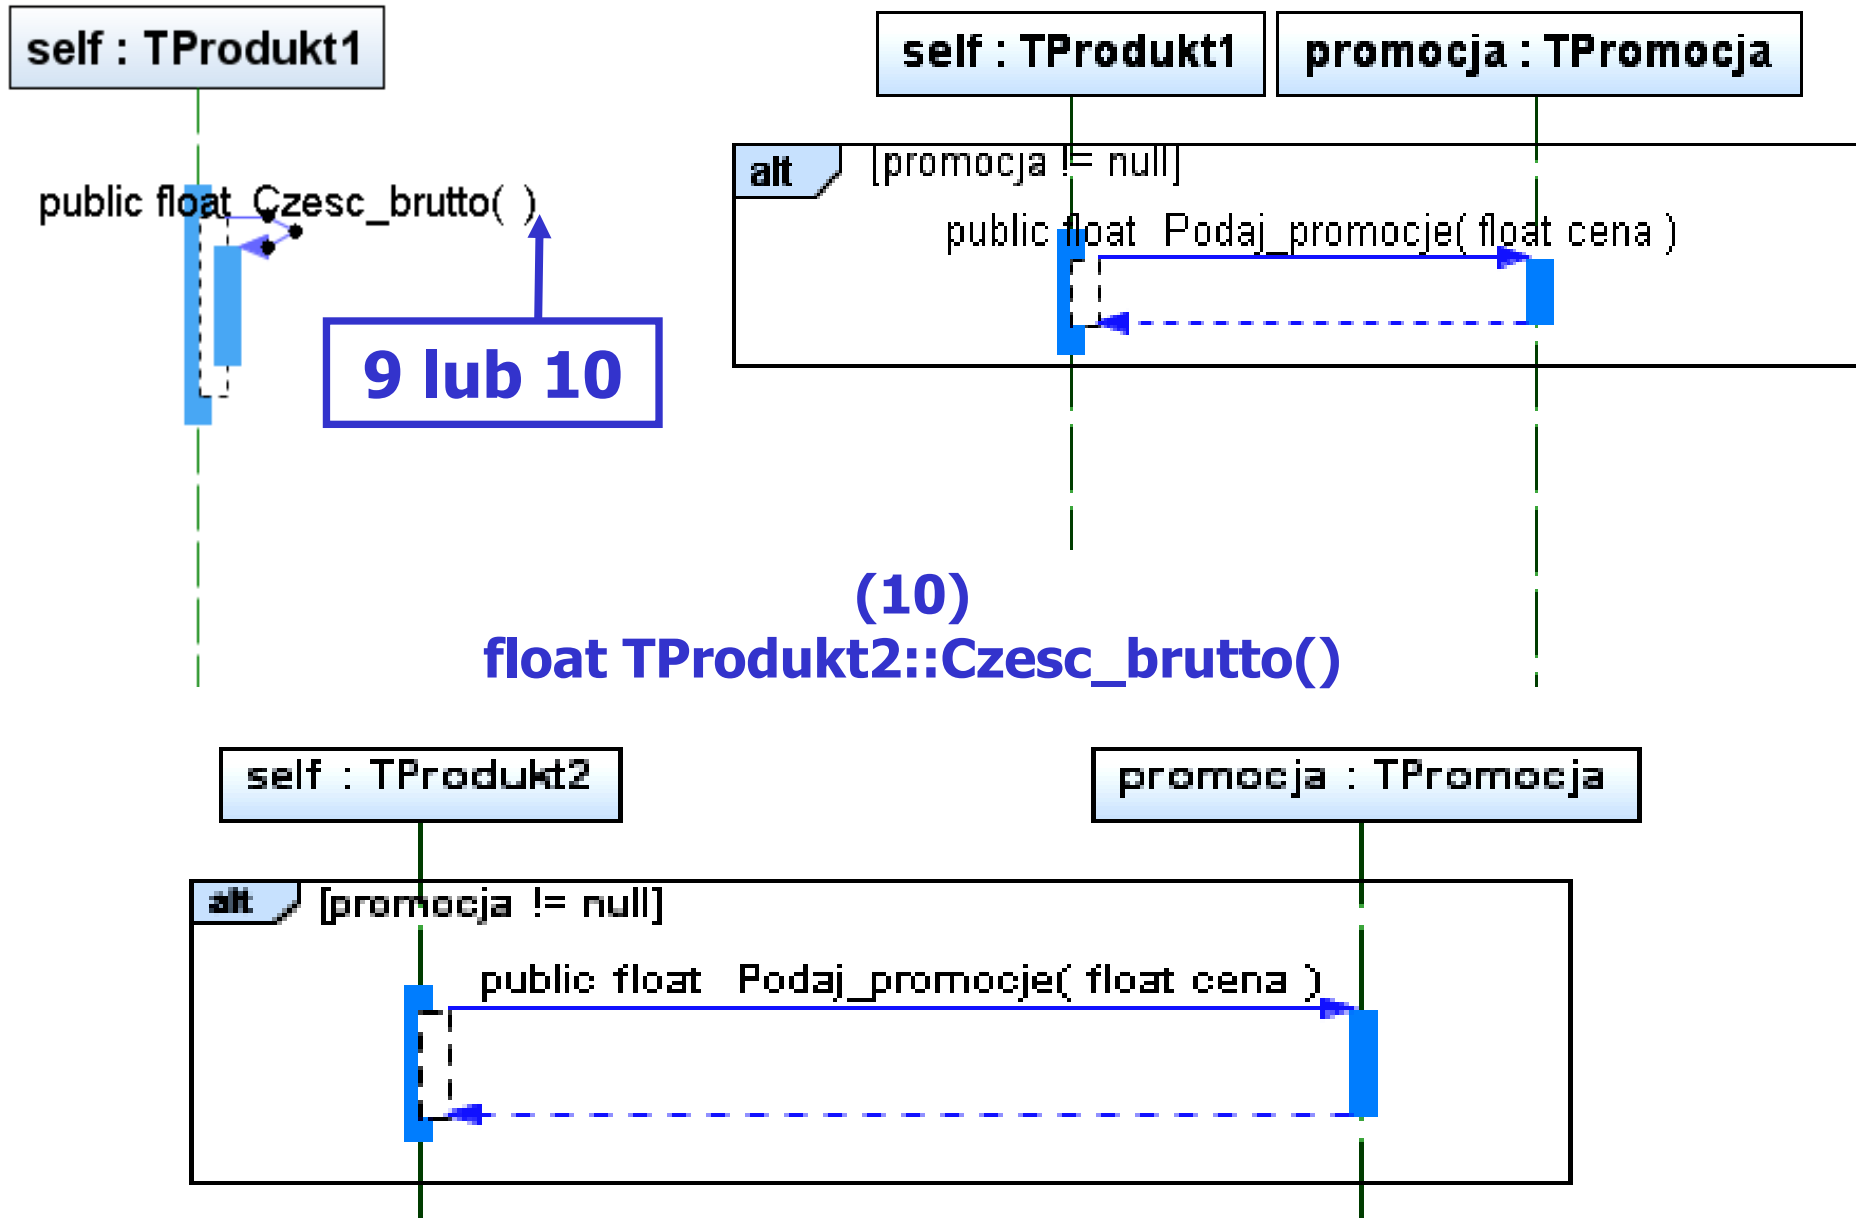 self : TProdukt1
public float Czesc_brutto( )
9 lub 10
self : TProdukt1
promocja : TPromocja
alt
[promocja != null]
public float Podaj_promocje( float cena )
(10)
float TProdukt2::Czesc_brutto()
self : TProdukt2
promocja : TPromocja
alt
[promocja != null]
public float Podaj_promocje( float cena )